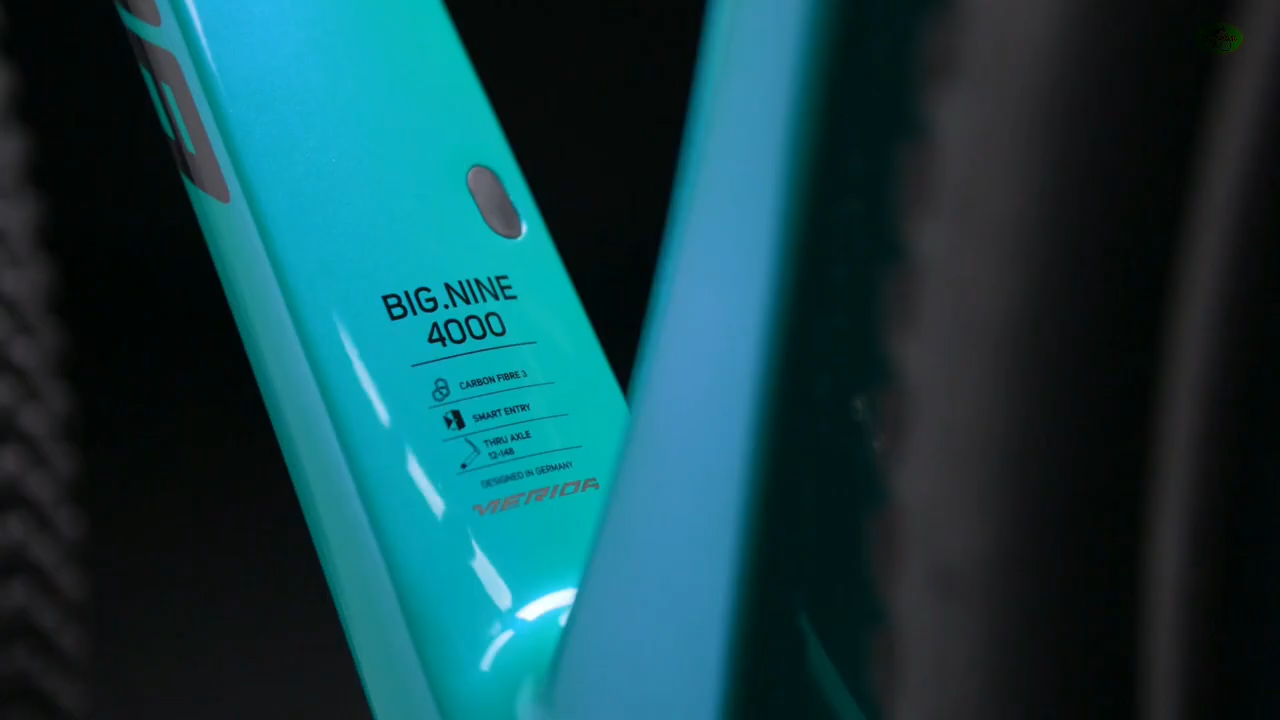 BIG.NINE
4000
CARBON FIBRE 3
SMART ENTRY
THRU AXLE
12-148
DESIGNED IN GERMANY
MERIDA